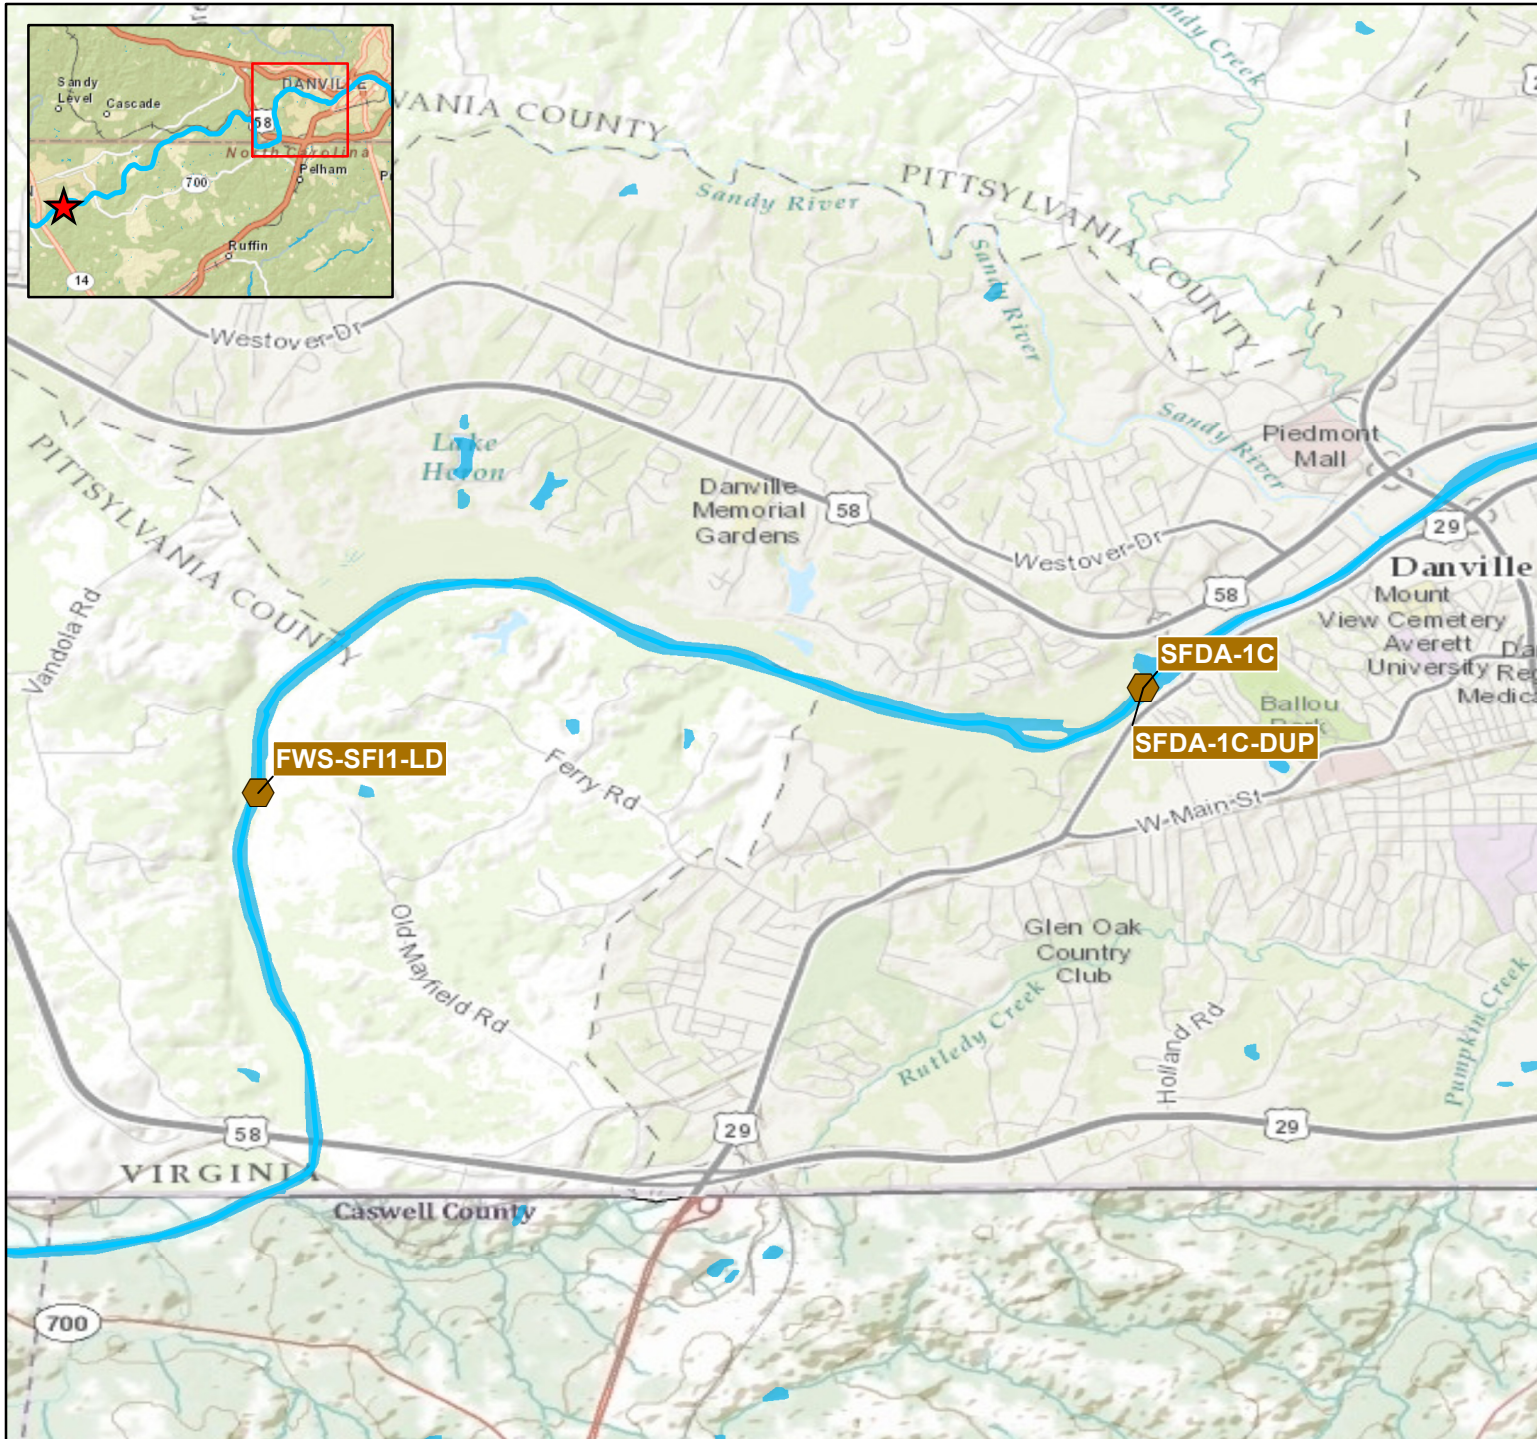 Sandy
Level
Cascade
DANVILLE
58
North Carolina
Pelham
700
Ruffin
14
VANIA COUNTY
Sandy Creek
PITTSYLVANIA COUNTY
Sandy River
Sandy River
Westover-Dr
Lake
Heron
Sandy River
Piedmont
Mall
Danville
Memorial
Gardens
58
29
Westover-Dr
Danville
58
Mount
View Cemetery
Averett
University
PITTSYLVANIA COUNTY
Vandola Rd
SFDA-1C
Ballou
Park
SFDA-1C-DUP
FWS-SFI1-LD
Ferry Rd
W-Main-St
Old Mayfield Rd
Glen Oak
Country
Club
Rutledy Creek
Holland Rd
Pumpkin Creek
58
29
29
VIRGINIA
Caswell County
700